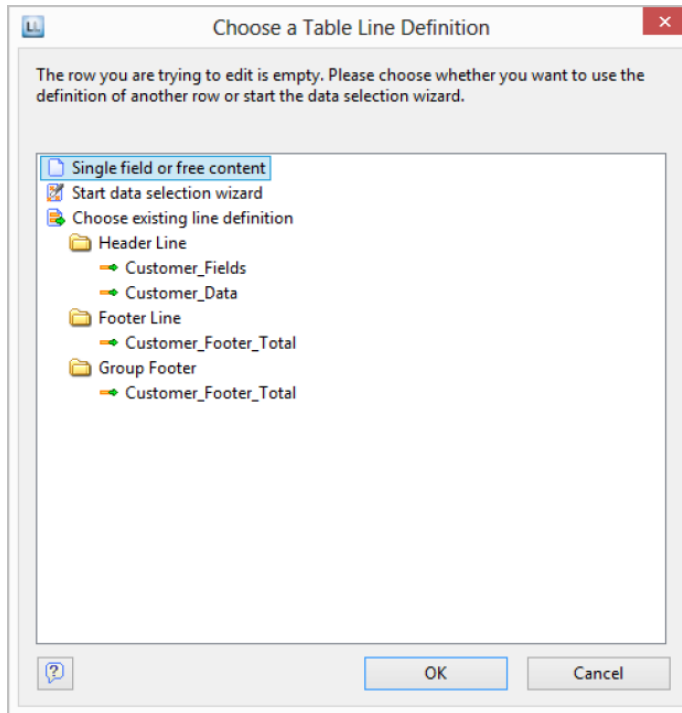 LL
Choose a Table Line Definition
The row you are trying to edit is empty. Please choose whether you want to use the
definition of another row or start the data selection wizard.
Single field or free content
Start data selection wizard
Choose existing line definition
Header Line
Customer_Fields
Customer_Data
Footer Line
Customer_Footer_Total
Group Footer
Customer_Footer_Total
?
OK
Cancel